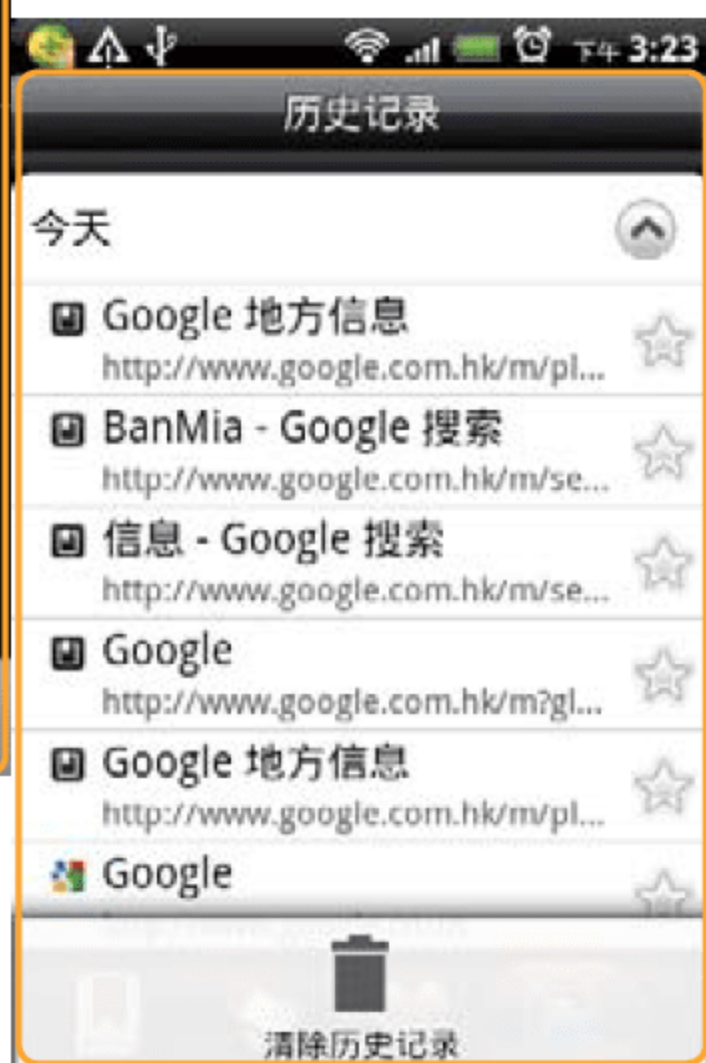 下午 3:23
历史记录
今天
Google 地方信息
http://www.google.com.hk/m/pl...
BanMia - Google 搜索
http://www.google.com.hk/m/se...
信息 - Google 搜索
http://www.google.com.hk/m/se...
Google
http://www.google.com.hk/m?gl...
Google 地方信息
http://www.google.com.hk/m/pl...
Google
清除历史记录